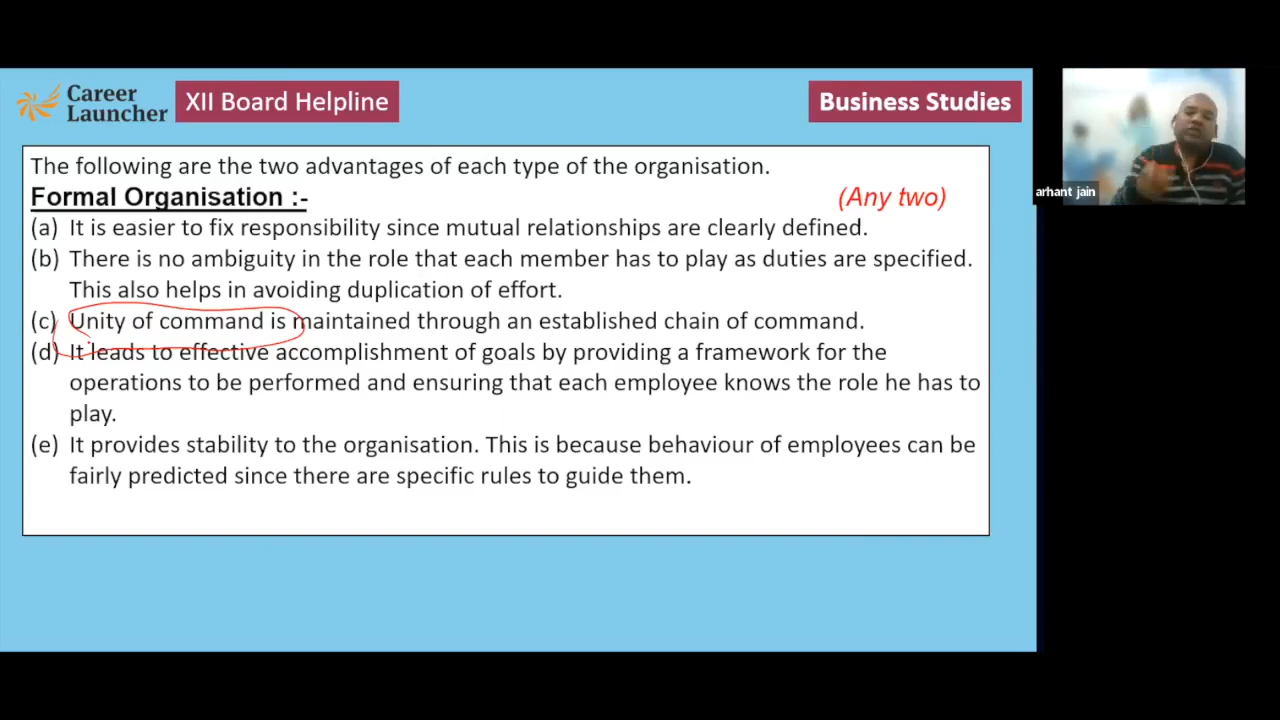 Career
Launcher
XII Board Helpline
Business Studies
The following are the two advantages of each type of the organisation.
Formal Organisation :-
(Any two)
(a) It is easier to fix responsibility since mutual relationships are clearly defined.
(b) There is no ambiguity in the role that each member has to play as duties are specified.
This also helps in avoiding duplication of effort.
(c) Unity of command is maintained through an established chain of command.
(d) It leads to effective accomplishment of goals by providing a framework for the
operations to be performed and ensuring that each employee knows the role he has to
play.
(e) It provides stability to the organisation. This is because behaviour of employees can be
fairly predicted since there are specific rules to guide them.
arhant jain